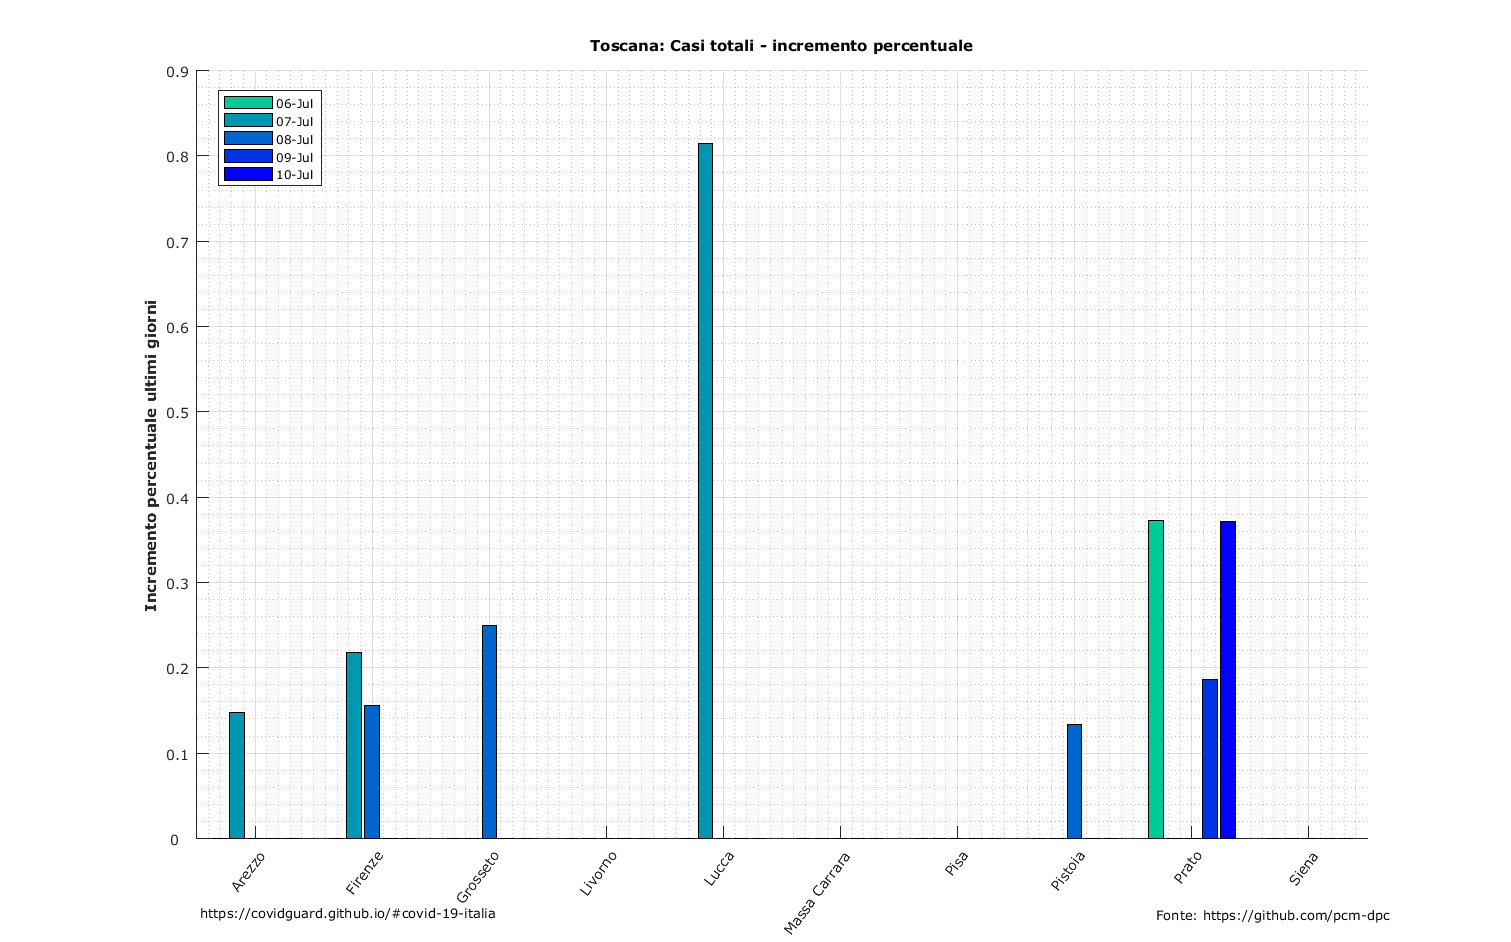 Toscana: Casi totali - incremento percentuale
Incremento percentuale ultimi giorni
0.9
0.8
0.7
0.6
0.5
0.4
0.3
0.2
0.1
0
06-Jul
07-Jul
08-Jul
09-Jul
10-Jul
Arezzo
Firenze
Grosseto
Livorno
Lucca
Massa Carrara
Pisa
Pistoia
Prato
Siena
https://covidguard.github.io/#covid-19-italia
Fonte: https://github.com/pcm-dpc